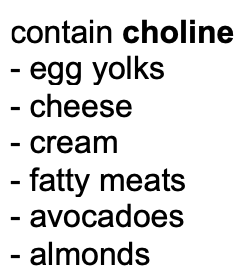 contain choline
- egg yolks
- cheese
- cream
- fatty meats
- avocadoes
- almonds